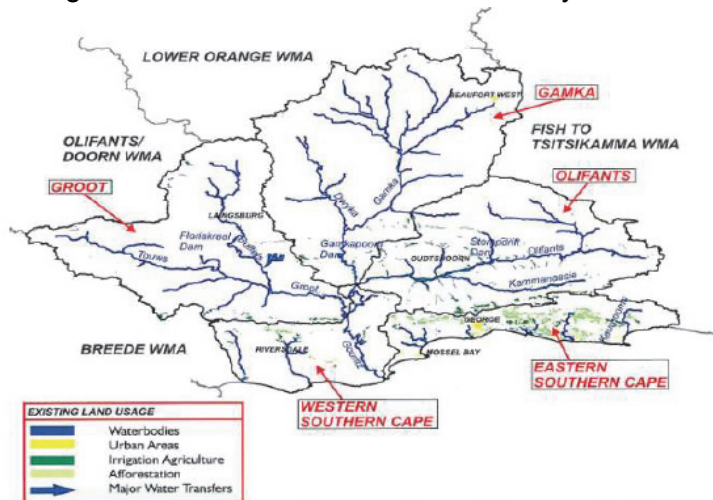 LOWER ORANGE WMA
BEAUFORT WEST
GAMKA
OLIFANTS/
DOORN WMA
FISH TO
TSITSIKAMMA WMA
GROOT
OLIFANTS
Dwyka
Gamka
LAINGSBURG
Floriskraal
Dam
Buffels
Touws
Groot
Gamkapoort
Dam
OUDTSHOORN
Stompdrift
Dam
Olifants
Kammanassie
GEORGE
BREEDE WMA
RIVERSDALE
Gouritz
MOSSEL BAY
EASTERN
SOUTHERN CAPE
WESTERN
SOUTHERN CAPE
EXISTING LAND USAGE
Waterbodies
Urban Areas
Irrigation Agriculture
Afforestation
Major Water Transfers